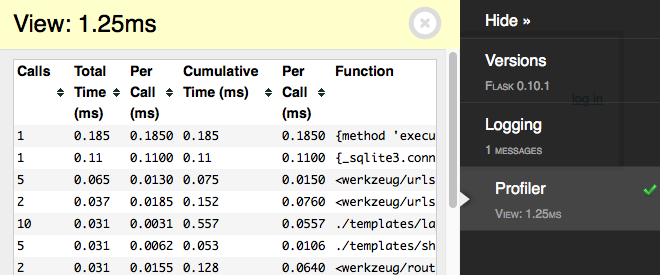 View: 1.25ms
Calls Total Time (ms) Per Call (ms) Cumulative Time (ms) Per Call (ms) Function
1 0.185 0.1850 0.185 0.1850 {method 'execu
1 0.11 0.1100 0.11 0.1100 {_sqlite3.conn
5 0.065 0.0130 0.075 0.0150 <werkzeug/urls
2 0.037 0.0185 0.152 0.0760 <werkzeug/urls
10 0.031 0.0031 0.557 0.0557 ./templates/la
5 0.031 0.0062 0.053 0.0106 ./templates/sh
2 0.031 0.0155 0.128 0.0640 <werkzeug/rout
Hide »
Versions
Flask 0.10.1
log in
Logging
1 messages
Profiler
View: 1.25ms